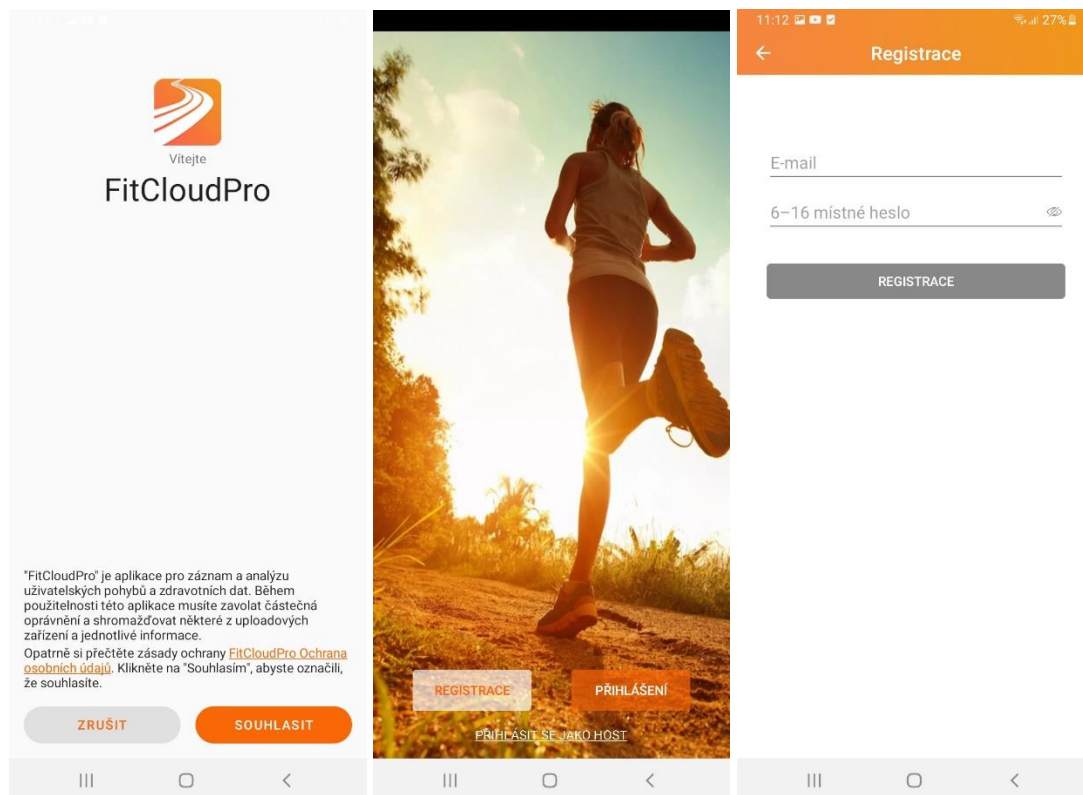 Vítejte
FitCloudPro
"FitCloudPro" je aplikace pro záznam a analýzu
uživatelských pohybů a zdravotních dat. Během
použitelnosti této aplikace musíte zavolat částečná
oprávnění a shromažďovat některé z uploadových
zařízení a jednotlivé informace.
Opatrně si přečtěte zásady ochrany FitCloudPro Ochrana
osobních údajů. Klikněte na "Souhlasím", abyste označili,
že souhlasíte.
ZRUŠIT
SOUHLASIT
REGISTRACE
PŘIHLÁŠENÍ
PŘIHLÁSIT SE JAKO HOST
11:12
27%
Registrace
E-mail
6–16 místné heslo
REGISTRACE